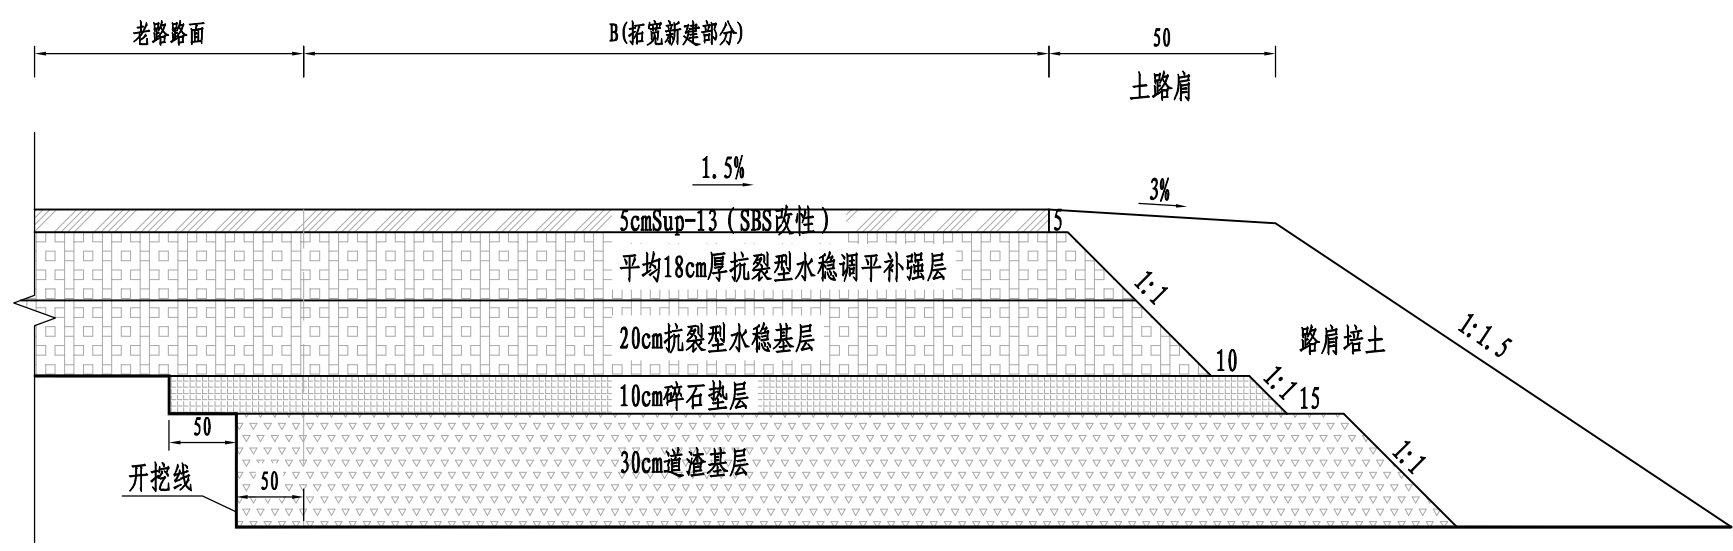 老路路面
B(拓宽新建部分)
50
土路肩
1.5%
3%
5cmSup-13（SBS改性）
5
平均18cm厚抗裂型水稳调平补强层
1:1
20cm抗裂型水稳基层
路肩培土
1:1.5
10
10cm碎石垫层
1:1
15
50
30cm道渣基层
1:1
开挖线
50